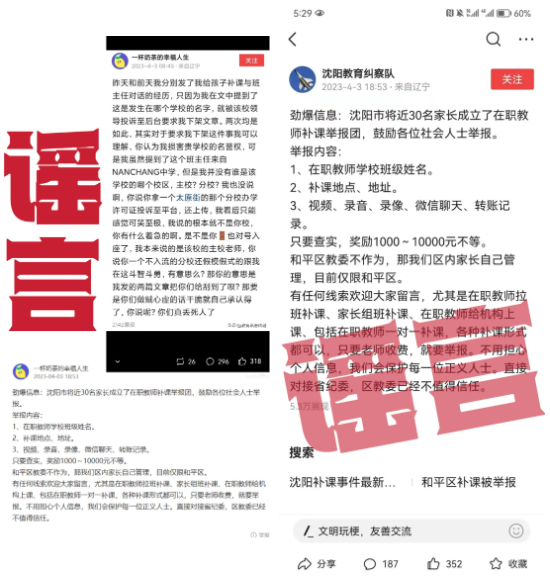 谣言
一杯奶茶的幸福人生
2023-4-3 08:45 · 来自辽宁
关注
昨天和前天我分别发了我给孩子补课与班
主任对话的经历,只因为我在文中提到了
这是发生在哪个学校的名字,就被该校领
导投诉至后台要求我下架文章。两次均是
如此,其实对于要求我下架这件事我可以
理解,你认为我损害贵学校的名誉权,可
是我虽然提到了这个班主任来自
NANCHANG中学,但是我并没有谁是该
学校的哪个校区,主校?分校?我也没说
啊,你说你拿一个太原街的那个分校办学
许可证投诉至平台,还上传,我看后只能
感觉可笑至极,我说的根本就不是你校,
你有什么着急的啊。是不是你🚪也对号入
座了,我本来说的是该校的主校老师,你
说你一个不入流的分校还假模假式的跟我
在这斗智斗勇,有意思么?那你的意思是
我发的两篇文章把你们给刮到了呗?那要
是你们做贼心虚的话干脆就自己承认得
了,你说呢?你们点丢死人了
26
296
318
一杯奶茶的幸福人生
2023-04-03 18:53
劲爆信息:沈阳市将近30名家长成立了在职教师补课举报团,鼓励各位社会人士举
报。
举报内容:
1、在职教师学校班级姓名。
2、补课地点、地址。
3、视频、录音、录像、微信聊天、转账记录。
只要查实,奖励1000~10000元不等。
和平区教委不作为,那我们区内家长自己管理,目前仅限和平区。
有任何线索欢迎大家留言,尤其是在职教师拉班补课、家长组班补课、在职教师给机构
上课、包括在职教师一对一补课,各种补课形式都可以,只要老师收费,就要举
报。不用担心个人信息,我们会保护每一位正义人士。直接对接省纪委,区教委已经
不值得信任。
举报
5:29
60%
沈阳教育纠察队
2023-4-3 18:53 · 来自辽宁
关注
劲爆信息:沈阳市将近30名家长成立了在职教
师补课举报团,鼓励各位社会人士举报。
举报内容:
1、在职教师学校班级姓名。
2、补课地点、地址。
3、视频、录音、录像、微信聊天、转账记
录。
只要查实,奖励1000~10000元不等。
和平区教委不作为,那我们区内家长自己管
理,目前仅限和平区。
有任何线索欢迎大家留言,尤其是在职教师拉
班补课、家长组班补课、在职教师给机构上
课、包括在职教师一对一补课,各种补课形式
都可以,只要老师收费,就要举报。不用担心
个人信息,我们会保护每一位正义人士。直接
对接省纪委,区教委已经不值得信任。
谣言
搜索
沈阳补课事件最新...
和平区补课被举报
文明玩梗,友善交流
分享
187
352
收藏